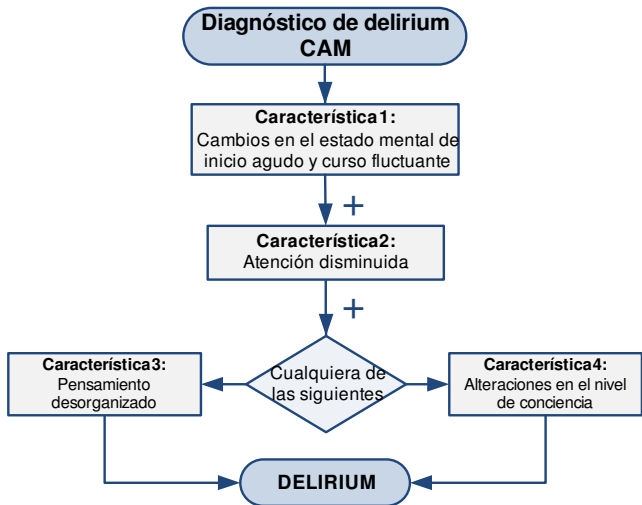 Diagnóstico de delirium
CAM
Característica1:
Cambios en el estado mental de
inicio agudo y curso fluctuante
+
Característica2:
Atención disminuida
+
Cualquiera de
las siguientes
Característica3:
Pensamiento
desorganizado
Característica4:
Alteraciones en el nivel
de conciencia
DELIRIUM